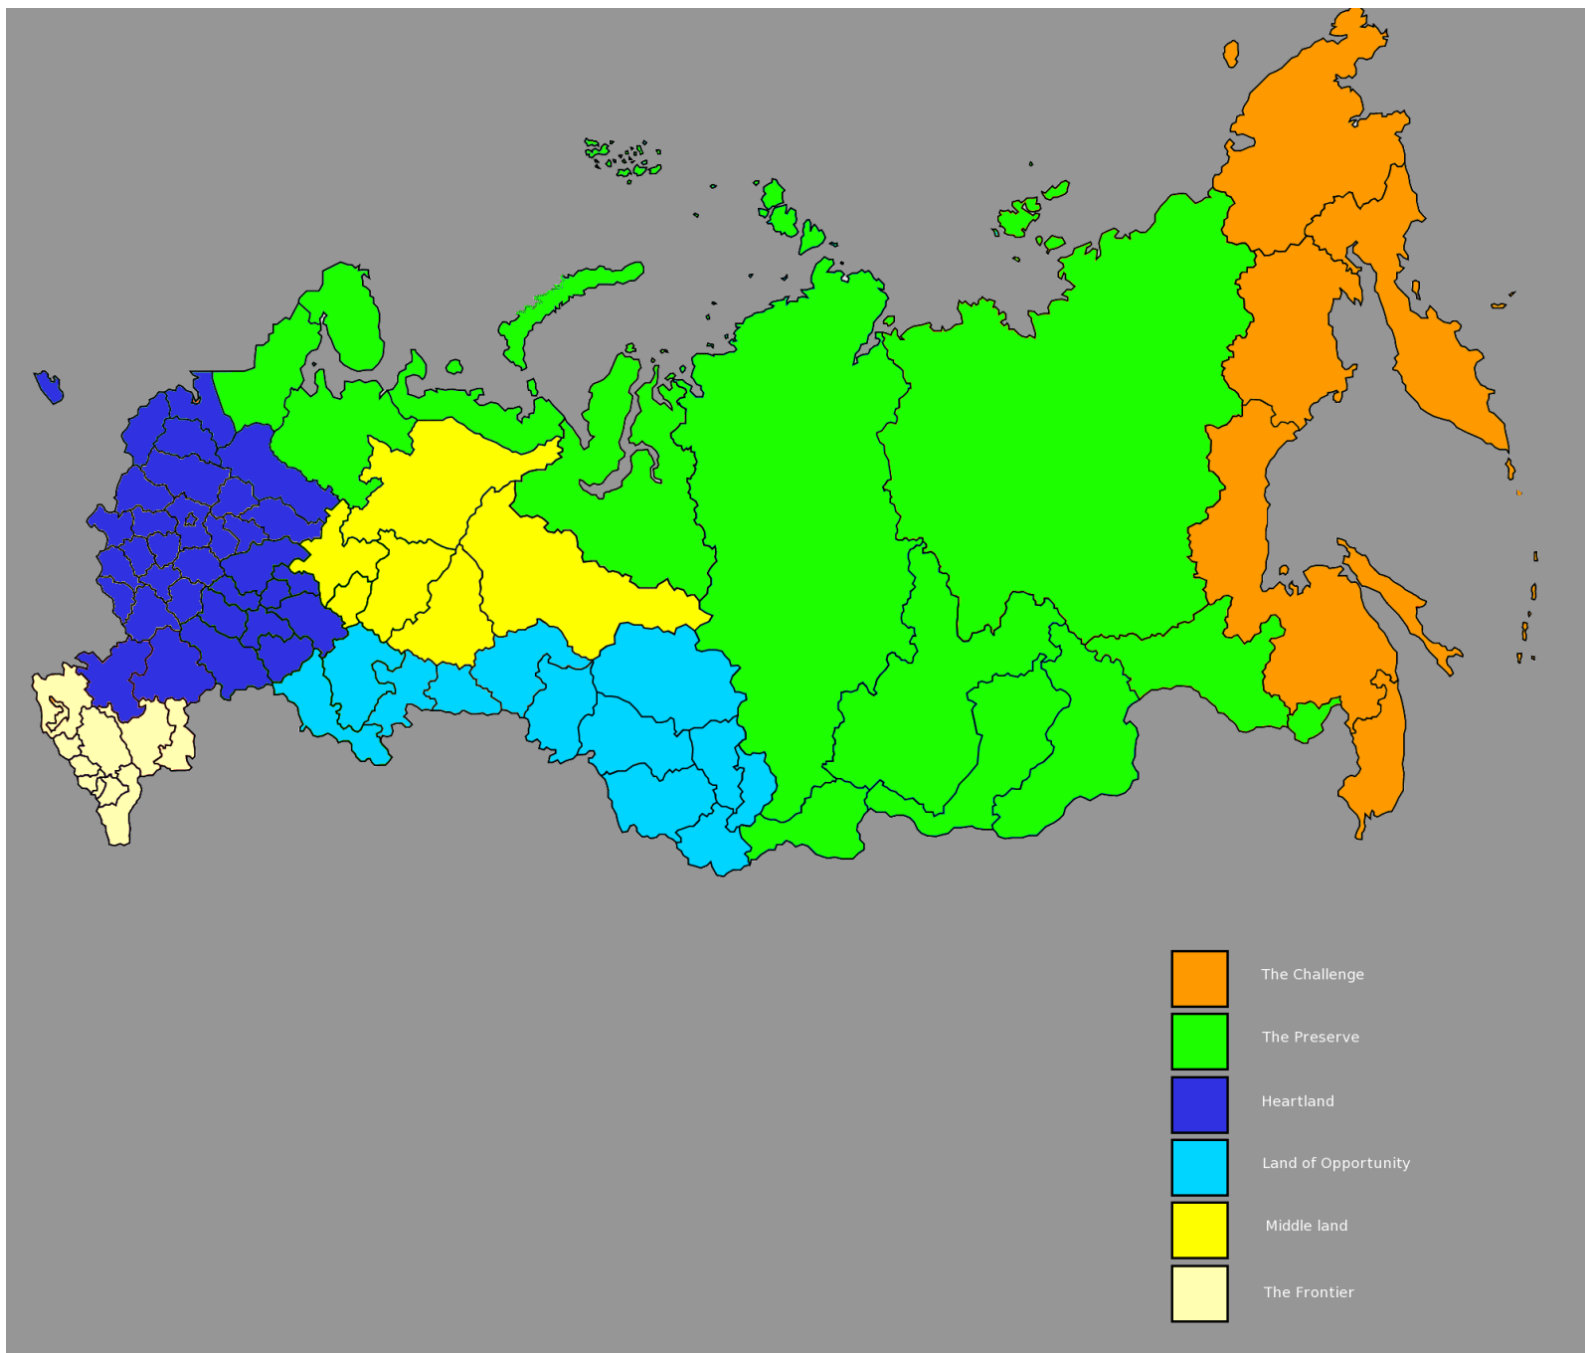 The Challenge
The Preserve
Heartland
Land of Opportunity
Middle land
The Frontier